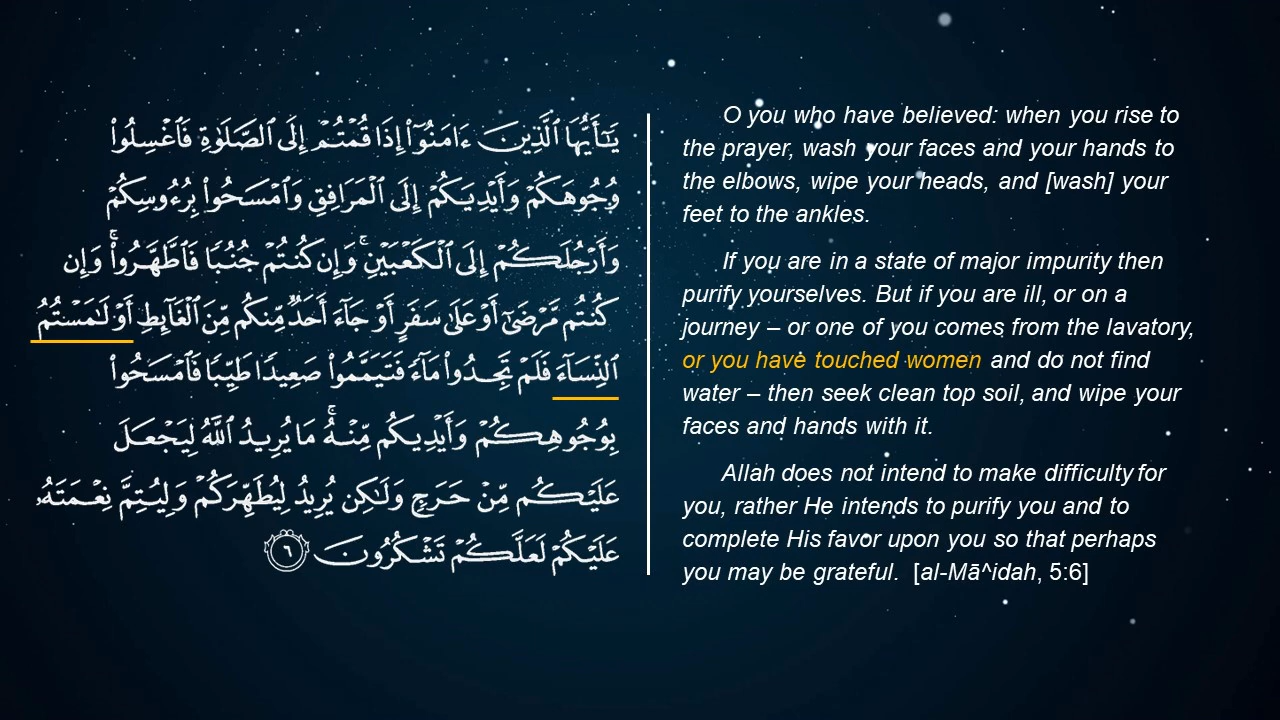 يَـٰٓأَيُّهَا ٱلَّذِينَ ءَامَنُوٓا۟ إِذَا قُمْتُمْ إِلَى ٱلصَّلَوٰةِ فَٱغْسِلُوا۟
وُجُوهَكُمْ وَأَيْدِيَكُمْ إِلَى ٱلْمَرَافِقِ وَٱمْسَحُوا۟ بِرُءُوسِكُمْ
وَأَرْجُلَكُمْ إِلَى ٱلْكَعْبَيْنِ ۚ وَإِن كُنتُمْ جُنُبًا فَٱطَّهَّرُوا۟ ۚ وَإِن
كُنتُم مَّرْضَىٰٓ أَوْ عَلَىٰ سَفَرٍ أَوْ جَآءَ أَحَدٌ مِّنكُم مِّنَ ٱلْغَآئِطِ أَوْ لَـٰمَسْتُمُ
ٱلنِّسَآءَ فَلَمْ تَجِدُوا۟ مَآءً فَتَيَمَّمُوا۟ صَعِيدًا طَيِّبًا فَٱمْسَحُوا۟
بِوُجُوهِكُمْ وَأَيْدِيكُم مِّنْهُ ۚ مَا يُرِيدُ ٱللَّهُ لِيَجْعَلَ
عَلَيْكُم مِّنْ حَرَجٍ وَلَـٰكِن يُرِيدُ لِيُطَهِّرَكُمْ وَلِيُتِمَّ نِعْمَتَهُۥ
عَلَيْكُمْ لَعَلَّكُمْ تَشْكُرُونَ ٦
O you who have believed: when you rise to
the prayer, wash your faces and your hands to
the elbows, wipe your heads, and [wash] your
feet to the ankles.
If you are in a state of major impurity then
purify yourselves. But if you are ill, or on a
journey – or one of you comes from the lavatory,
or you have touched women and do not find
water – then seek clean top soil, and wipe your
faces and hands with it.
Allah does not intend to make difficulty for
you, rather He intends to purify you and to
complete His favor upon you so that perhaps
you may be grateful. [al-Mā^idah, 5:6]